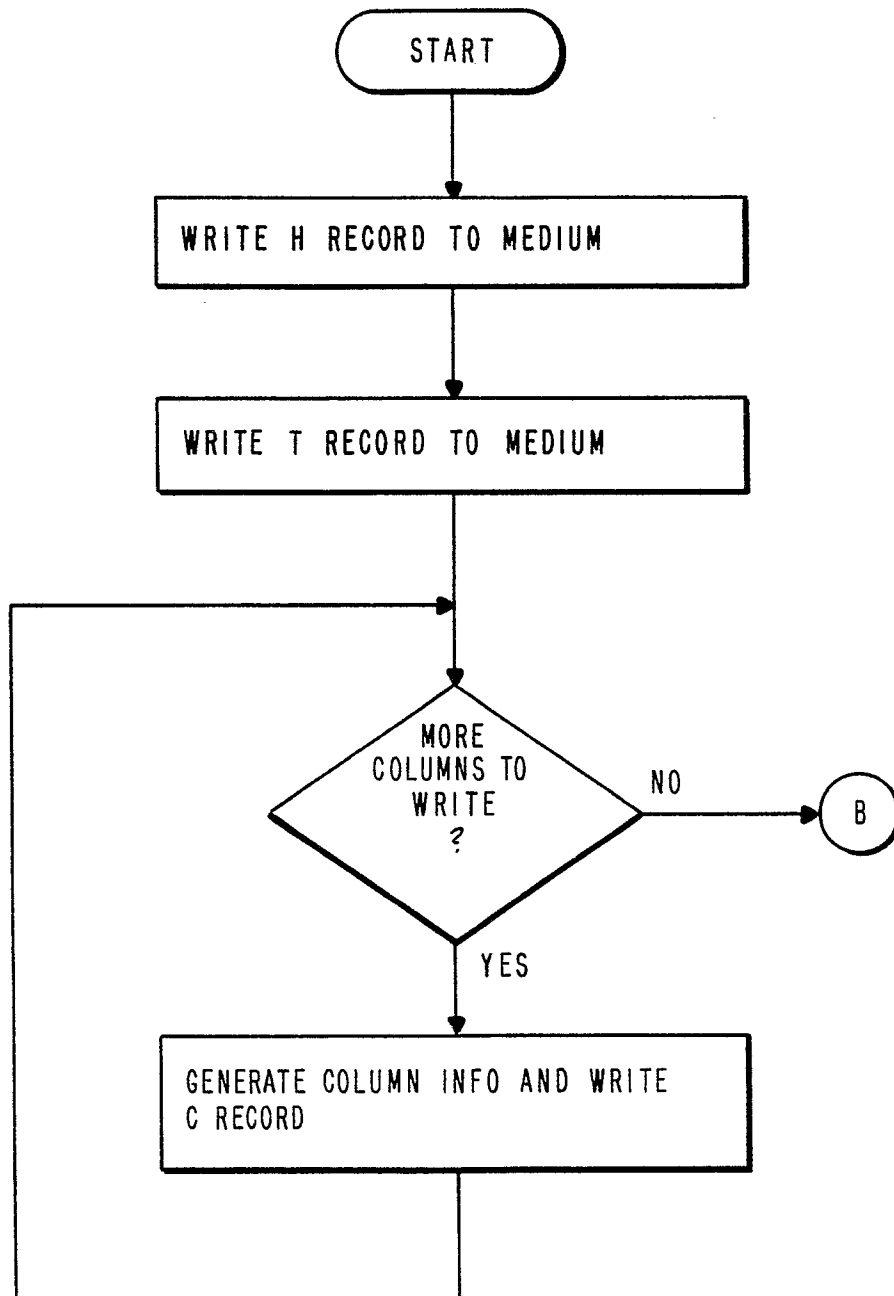 START
WRITE H RECORD TO MEDIUM
WRITE T RECORD TO MEDIUM
MORE
COLUMNS TO
WRITE
?
NO
B
YES
GENERATE COLUMN INFO AND WRITE
C RECORD